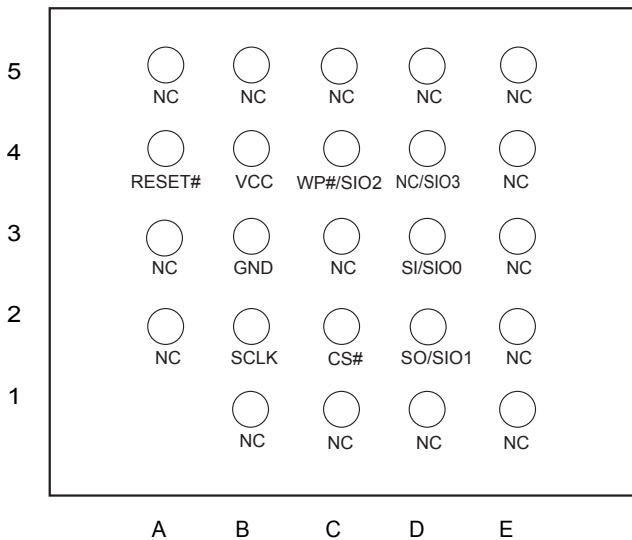 5
NC NC NC NC NC
4
RESET# VCC WP#/SIO2 NC/SIO3 NC
3
NC GND NC SI/SIO0 NC
2
NC SCLK CS# SO/SIO1 NC
1
NC NC NC NC
A B C D E